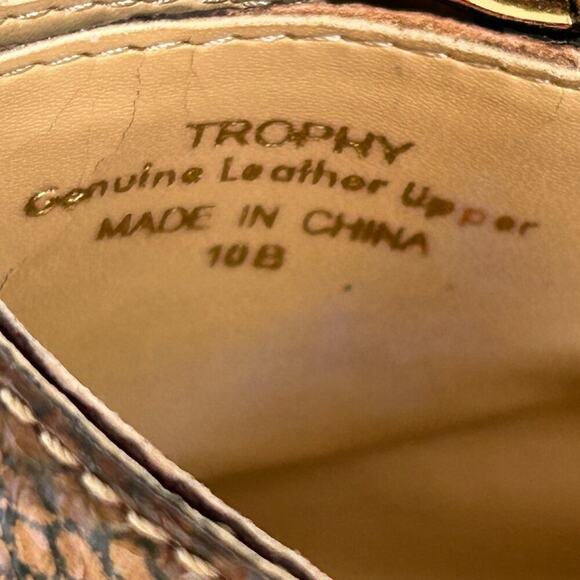 TROPHY
Genuine Leather Upper
MADE IN CHINA
10B